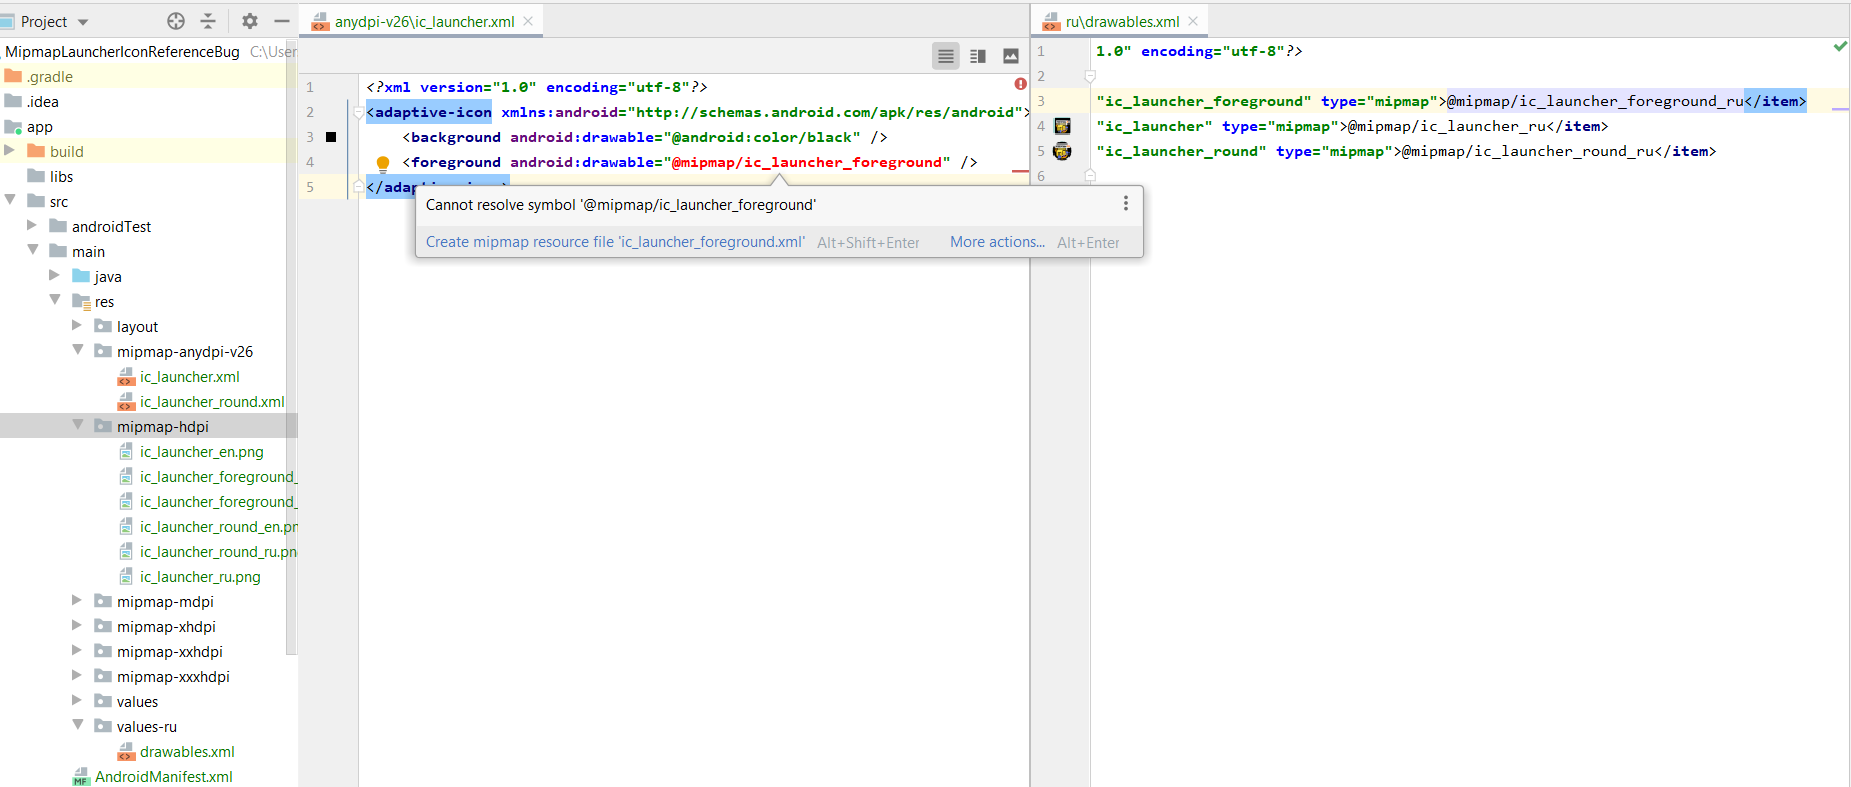 Project
MipmapLauncherIconReferenceBug C:\User
.gradle
.idea
app
build
libs
src
androidTest
main
java
res
layout
mipmap-anydpi-v26
ic_launcher.xml
ic_launcher_round.xml
mipmap-hdpi
ic_launcher_en.png
ic_launcher_foreground_
ic_launcher_foreground_
ic_launcher_round_en.pn
ic_launcher_round_ru.pn
ic_launcher_ru.png
mipmap-mdpi
mipmap-xhdpi
mipmap-xxhdpi
mipmap-xxxhdpi
values
values-ru
drawables.xml
MF AndroidManifest.xml
anydpi-v26\ic_launcher.xml
1 <?xml version="1.0" encoding="utf-8"?>
2 <adaptive-icon xmlns:android="http://schemas.android.com/apk/res/android">
3 <background android:drawable="@android:color/black" />
4 <foreground android:drawable="@mipmap/ic_launcher_foreground" />
5 </adap
Cannot resolve symbol '@mipmap/ic_launcher_foreground'
Create mipmap resource file 'ic_launcher_foreground.xml' Alt+Shift+Enter More actions... Alt+Enter
ru\drawables.xml
1 1.0" encoding="utf-8"?>
2
3 "ic_launcher_foreground" type="mipmap">@mipmap/ic_launcher_foreground_ru</item>
4 "ic_launcher" type="mipmap">@mipmap/ic_launcher_ru</item>
5 "ic_launcher_round" type="mipmap">@mipmap/ic_launcher_round_ru</item>
6